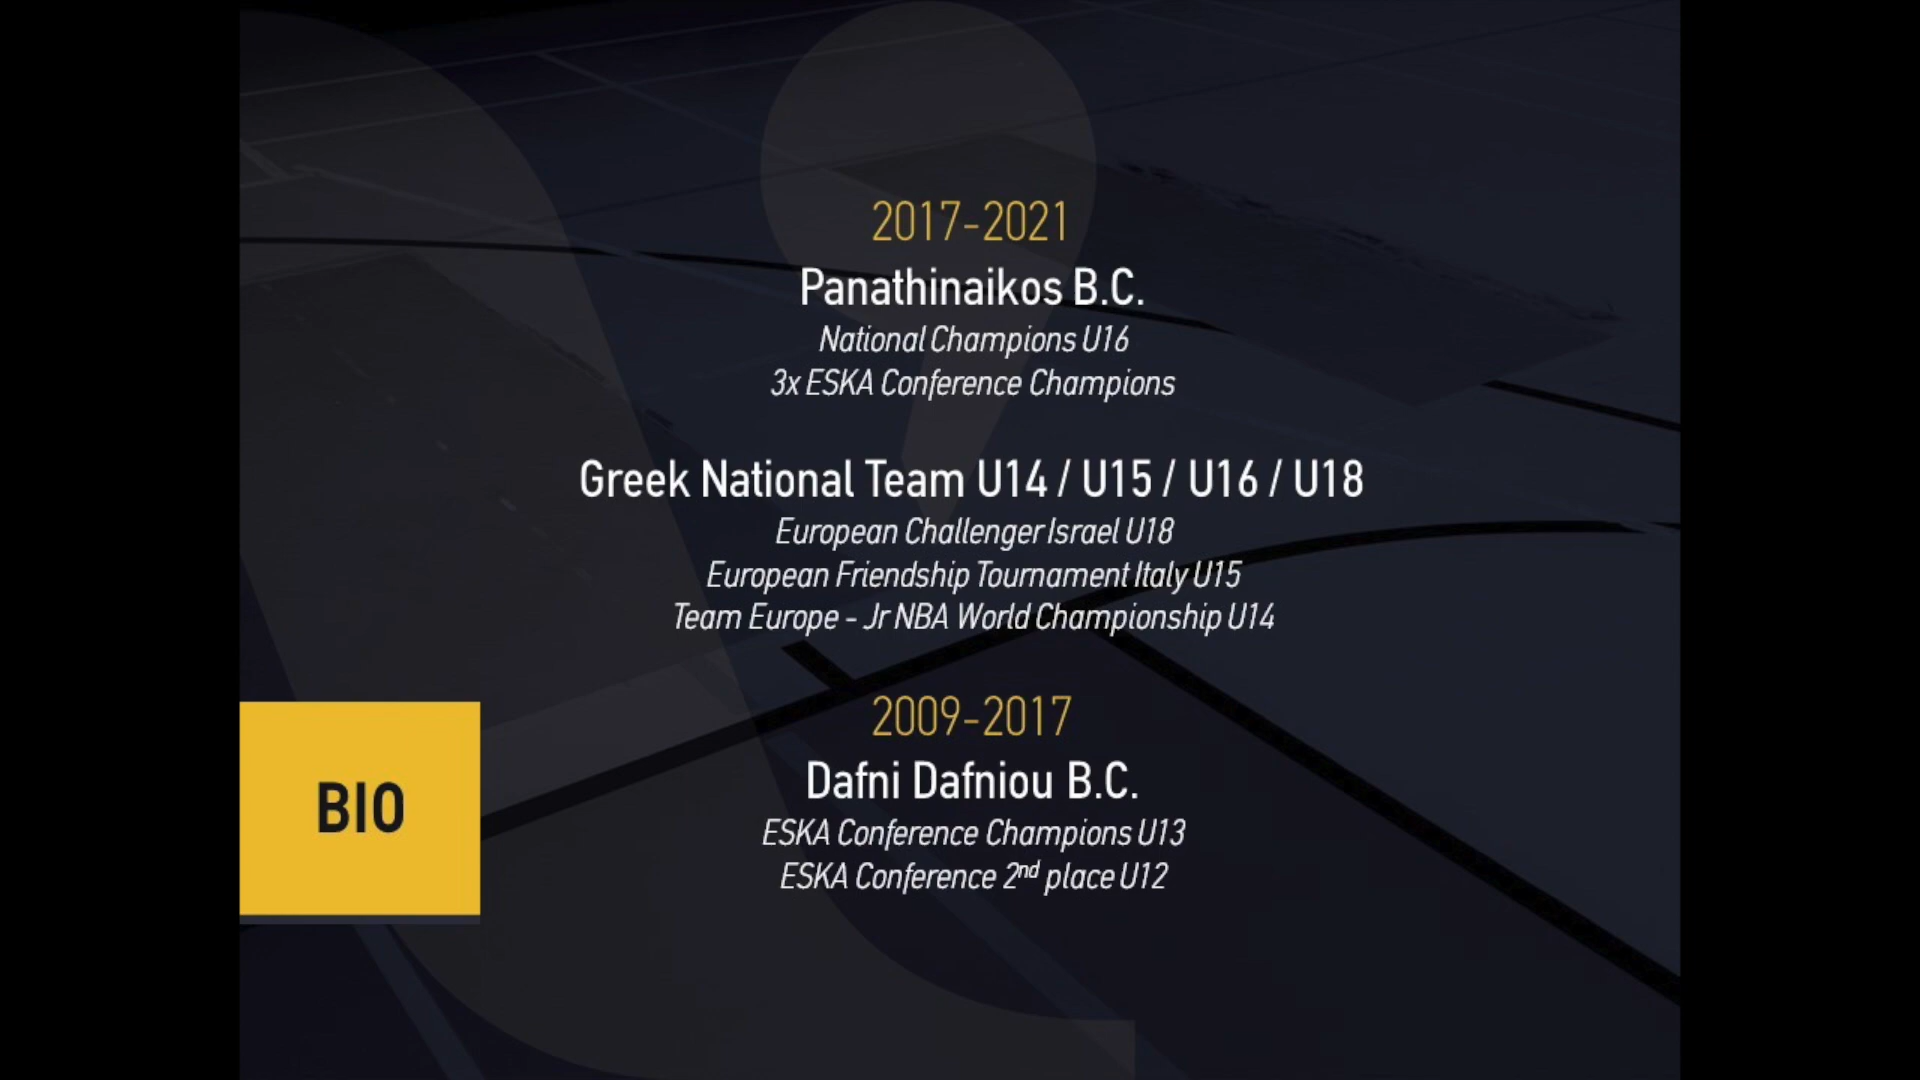 2017-2021
Panathinaikos B.C.
National Champions U16
3x ESKA Conference Champions
Greek National Team U14 / U15 / U16 / U18
European Challenger Israel U18
European Friendship Tournament Italy U15
Team Europe - Jr NBA World Championship U14
2009-2017
Dafni Dafniou B.C.
ESKA Conference Champions U13
ESKA Conference 2nd place U12
BIO